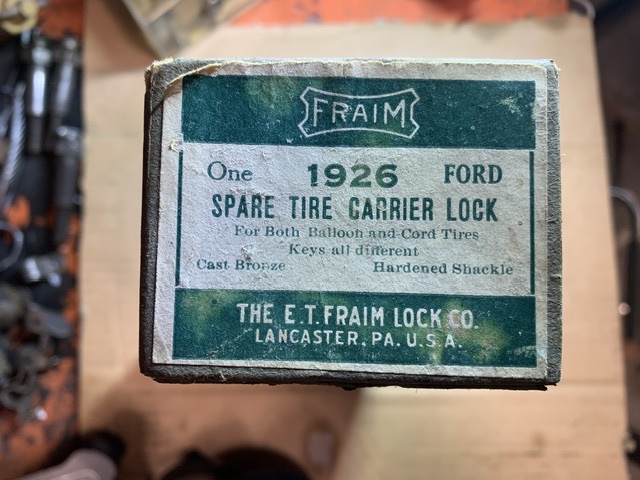 FRAIM
One 1926 FORD
SPARE TIRE CARRIER LOCK
For Both Balloon and Cord Tires
Keys all different
Cast Bronze Hardened Shackle
THE E.T. FRAIM LOCK CO.
LANCASTER, PA. U.S.A.